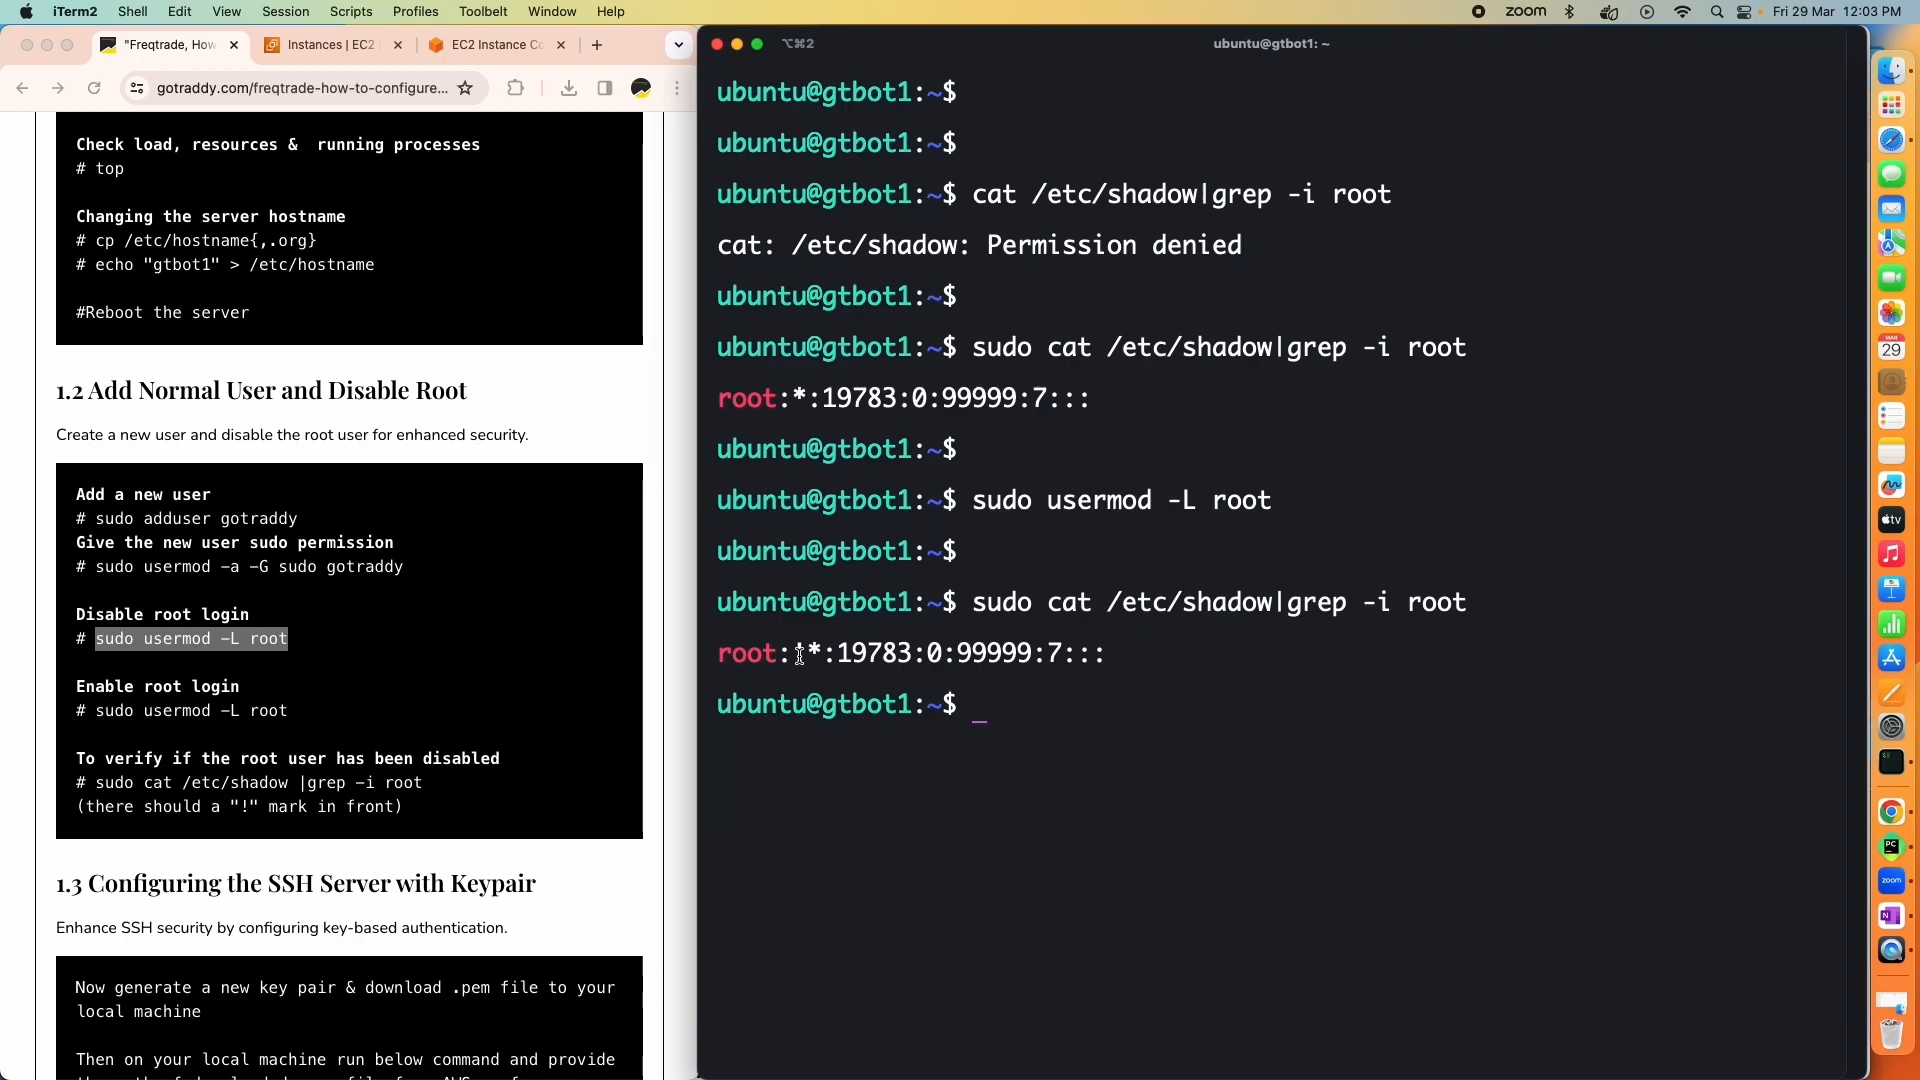 iTerm2 Shell Edit View Session Scripts Profiles Toolbelt Window Help
zoom Fri 29 Mar 12:03 PM
"Freqtrade, How
Instances | EC2
EC2 Instance Co
gotraddy.com/freqtrade-how-to-configure...
Check load, resources & running processes
# top
Changing the server hostname
# cp /etc/hostname{,.org}
# echo "gtbot1" > /etc/hostname
#Reboot the server
1.2 Add Normal User and Disable Root
Create a new user and disable the root user for enhanced security.
Add a new user
# sudo adduser gotraddy
Give the new user sudo permission
# sudo usermod -a -G sudo gotraddy
Disable root login
# sudo usermod -L root
Enable root login
# sudo usermod -L root
To verify if the root user has been disabled
# sudo cat /etc/shadow |grep -i root
(there should a "!" mark in front)
1.3 Configuring the SSH Server with Keypair
Enhance SSH security by configuring key-based authentication.
Now generate a new key pair & download .pem file to your
local machine
Then on your local machine run below command and provide
⌥⌘2
ubuntu@gtbot1: ~
ubuntu@gtbot1:~$
ubuntu@gtbot1:~$
ubuntu@gtbot1:~$ cat /etc/shadow|grep -i root
cat: /etc/shadow: Permission denied
ubuntu@gtbot1:~$
ubuntu@gtbot1:~$ sudo cat /etc/shadow|grep -i root
root:*:19783:0:99999:7:::
ubuntu@gtbot1:~$
ubuntu@gtbot1:~$ sudo usermod -L root
ubuntu@gtbot1:~$
ubuntu@gtbot1:~$ sudo cat /etc/shadow|grep -i root
root:!*:19783:0:99999:7:::
ubuntu@gtbot1:~$ _
MAR
29
tv
PC
zoom
N